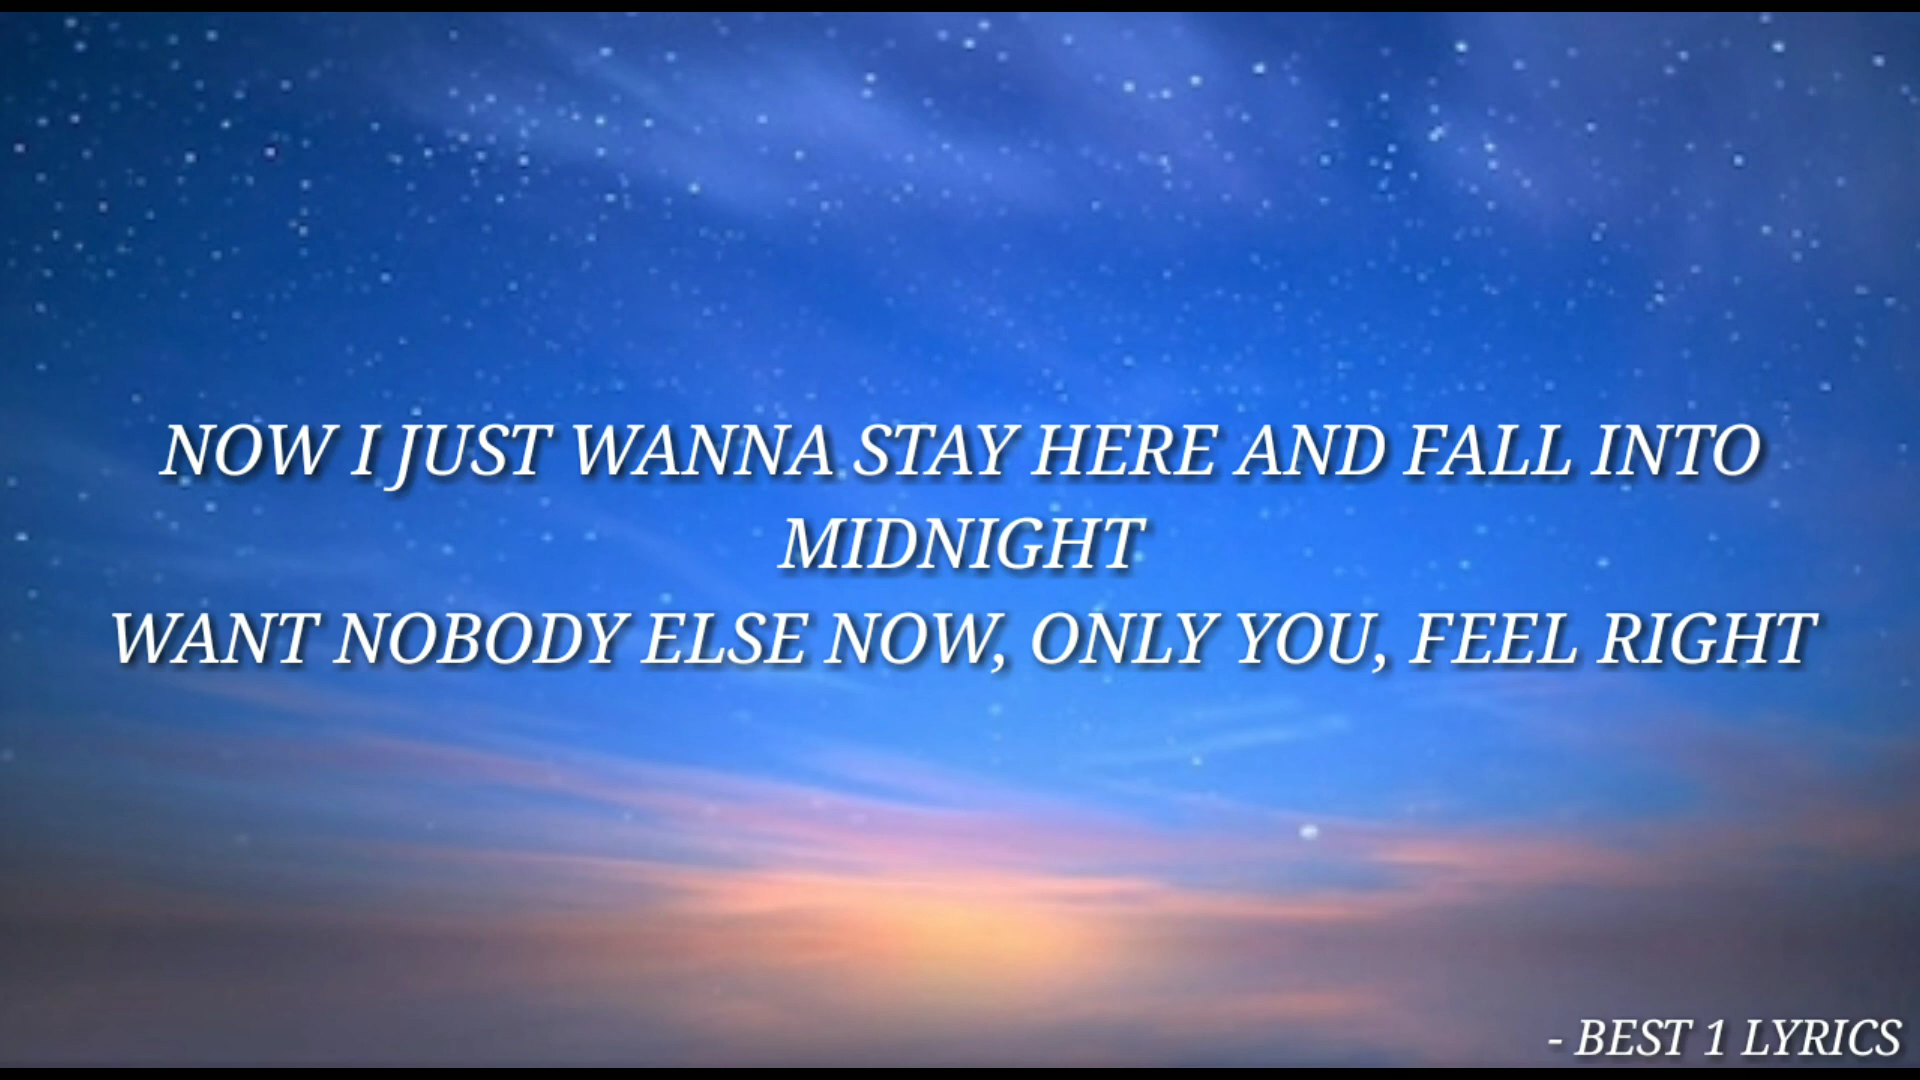 NOW I JUST WANNA STAY HERE AND FALL INTO
MIDNIGHT
WANT NOBODY ELSE NOW, ONLY YOU, FEEL RIGHT
- BEST 1 LYRICS